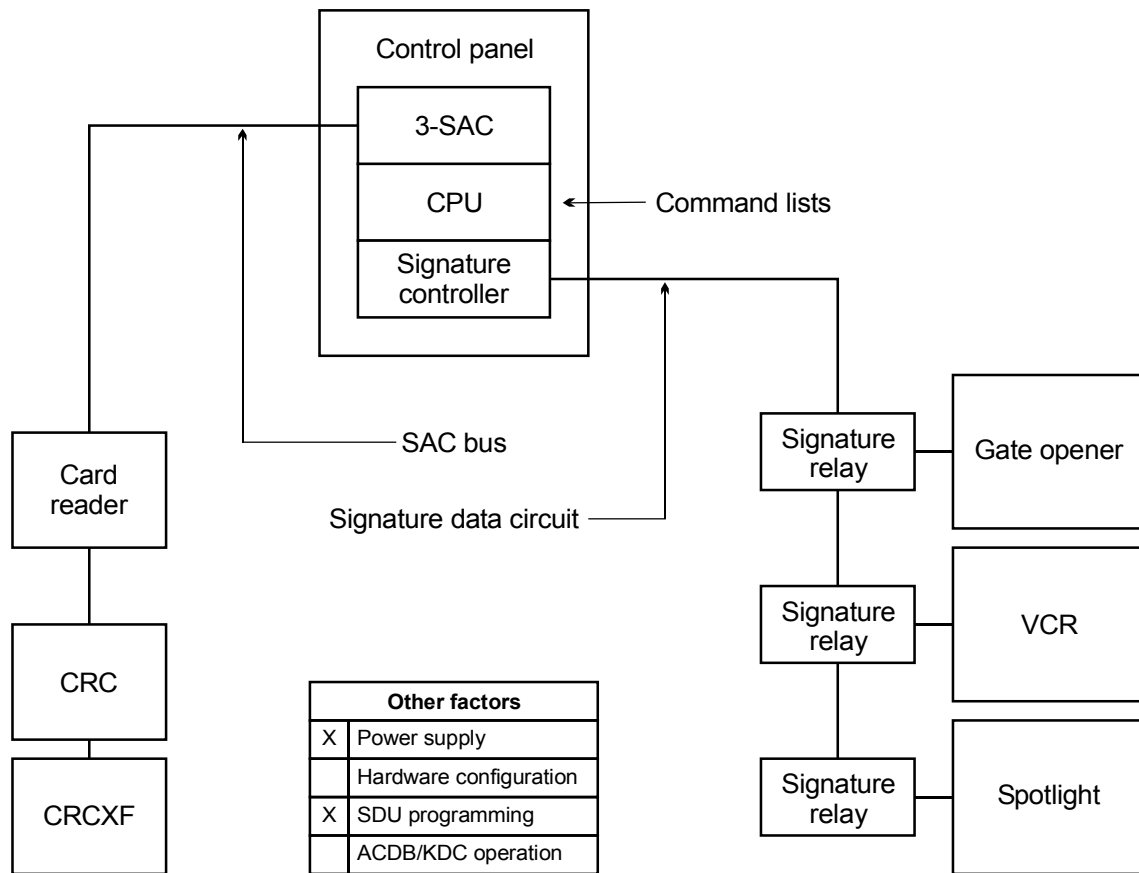 Control panel
3-SAC
CPU
Command lists
Signature
controller
SAC bus
Signature data circuit
Card
reader
CRC
CRCXF
Signature
relay
Gate opener
Signature
relay
VCR
Signature
relay
Spotlight
Other factors
X Power supply
Hardware configuration
X SDU programming
ACDB/KDC operation